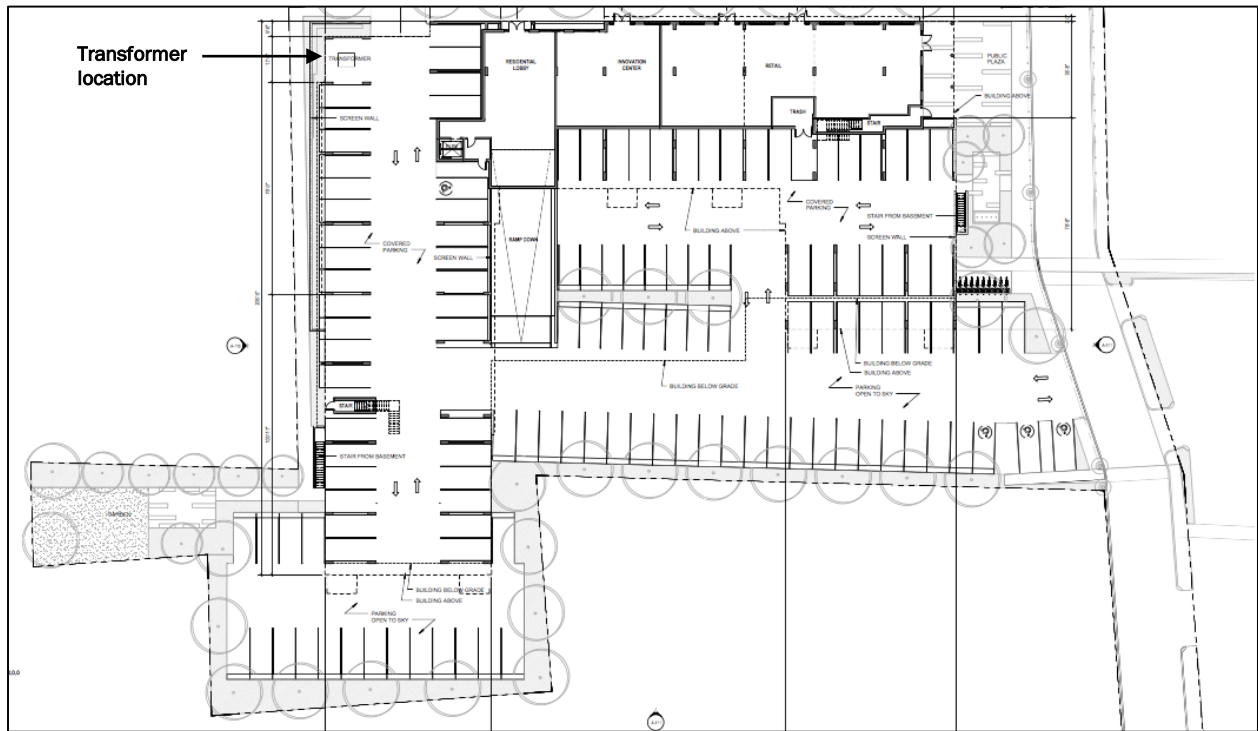 Transformer
location
TRANSFORMER
RESIDENTIAL
LOBBY
INNOVATION
CENTER
RETAIL
PUBLIC
PLAZA
BUILDING ABOVE
TRASH
STAIR
SCREEN WALL
ELEV
COVERED
PARKING
STAIR FROM BASEMENT
BUILDING ABOVE
SCREEN WALL
COVERED
PARKING
RAMP DOWN
SCREEN WALL
BUILDING BELOW GRADE
BUILDING ABOVE
BUILDING BELOW GRADE
PARKING
OPEN TO SKY
STAIR
STAIR FROM BASEMENT
GARDEN
BUILDING BELOW GRADE
BUILDING ABOVE
PARKING
OPEN TO SKY